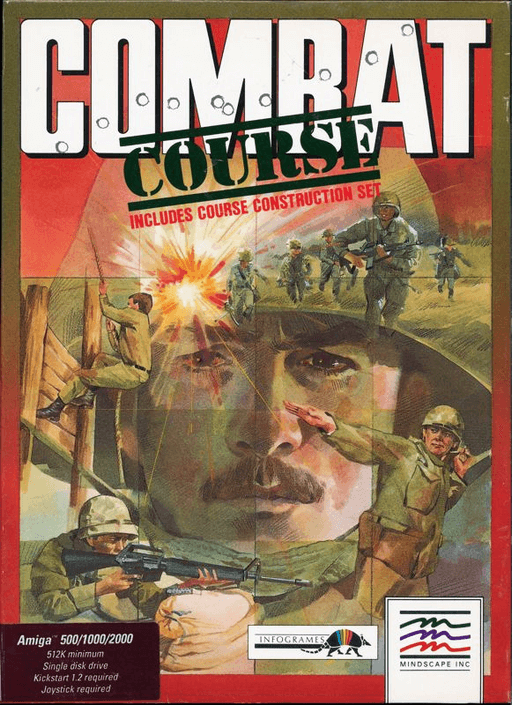 COMBAT
COURSE
INCLUDES COURSE CONSTRUCTION SET
INFOGRAMES
Amiga™ 500/1000/2000
512K minimum
Single disk drive
Kickstart 1.2 required
Joystick required
MINDSCAPE INC